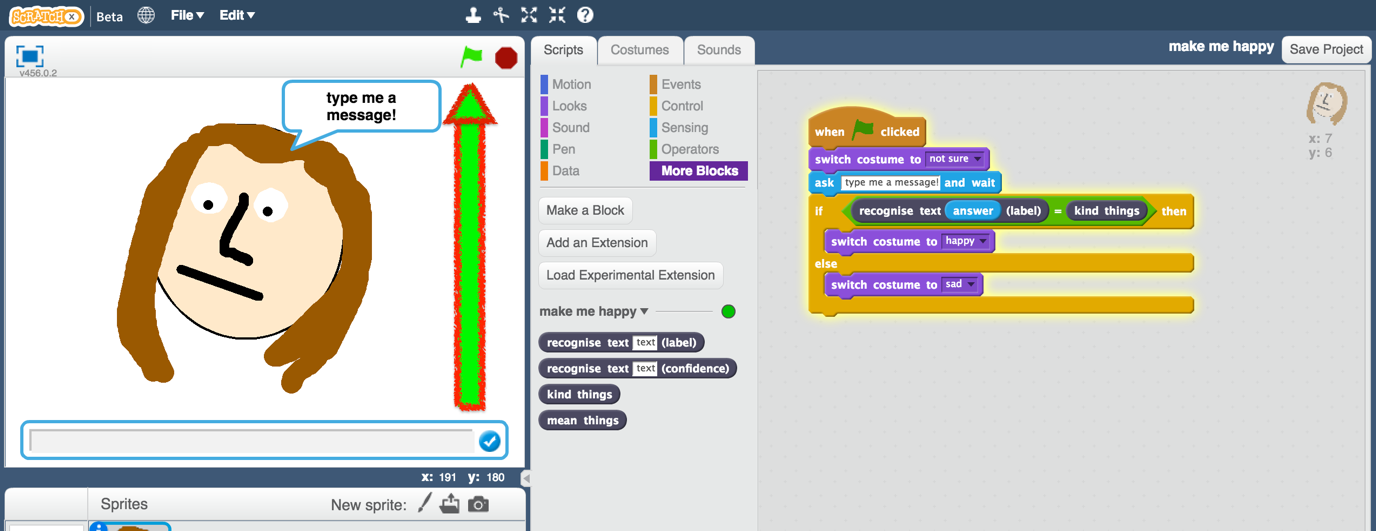 SCRATCHX
Beta
File▼ Edit▼
v456.0.2
Scripts Costumes Sounds
make me happy
Save Project
type me a
message!
Motion
Looks
Sound
Pen
Data
Events
Control
Sensing
Operators
More Blocks
Make a Block
Add an Extension
Load Experimental Extension
make me happy▼
recognise text text (label)
recognise text text (confidence)
kind things
mean things
when clicked
switch costume to not sure
ask type me a message! and wait
if recognise text answer (label) = kind things then
switch costume to happy
else
switch costume to sad
x: 7
y: 6
x: 191 y: 180
Sprites New sprite: